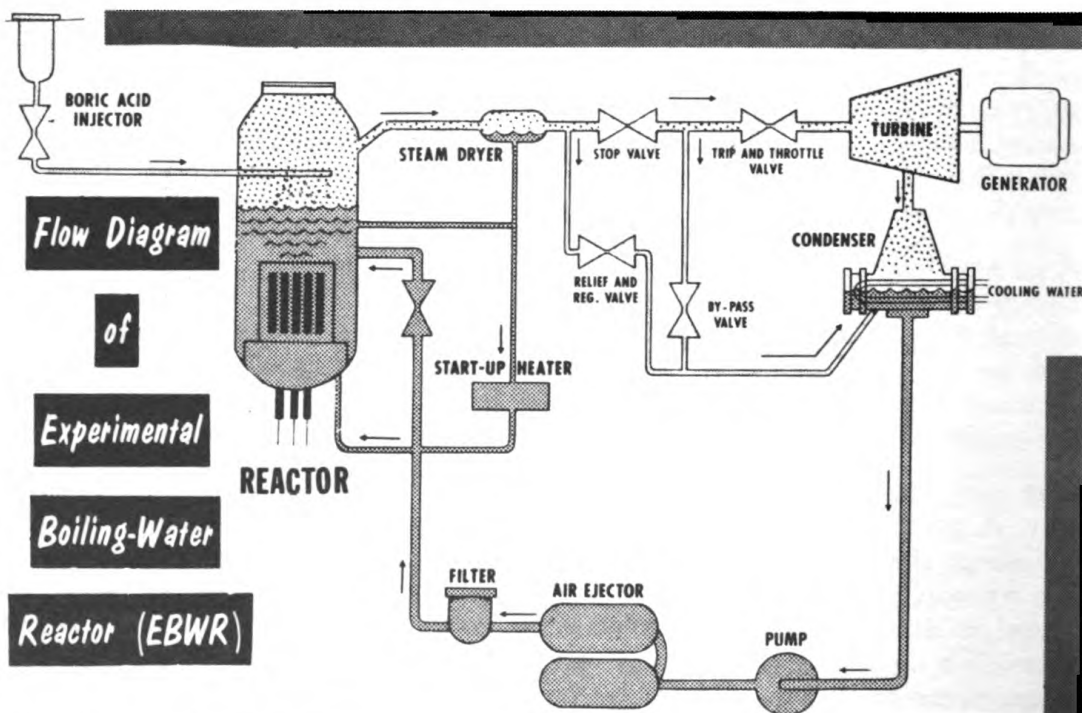 BORIC ACID
INJECTOR
STEAM DRYER
STOP VALVE
TRIP AND THROTTLE
VALVE
TURBINE
GENERATOR
Flow Diagram
of
Experimental
Boiling-Water
Reactor (EBWR)
RELIEF AND
REG. VALVE
BY-PASS
VALVE
CONDENSER
COOLING WATER
START-UP HEATER
REACTOR
FILTER
AIR EJECTOR
PUMP